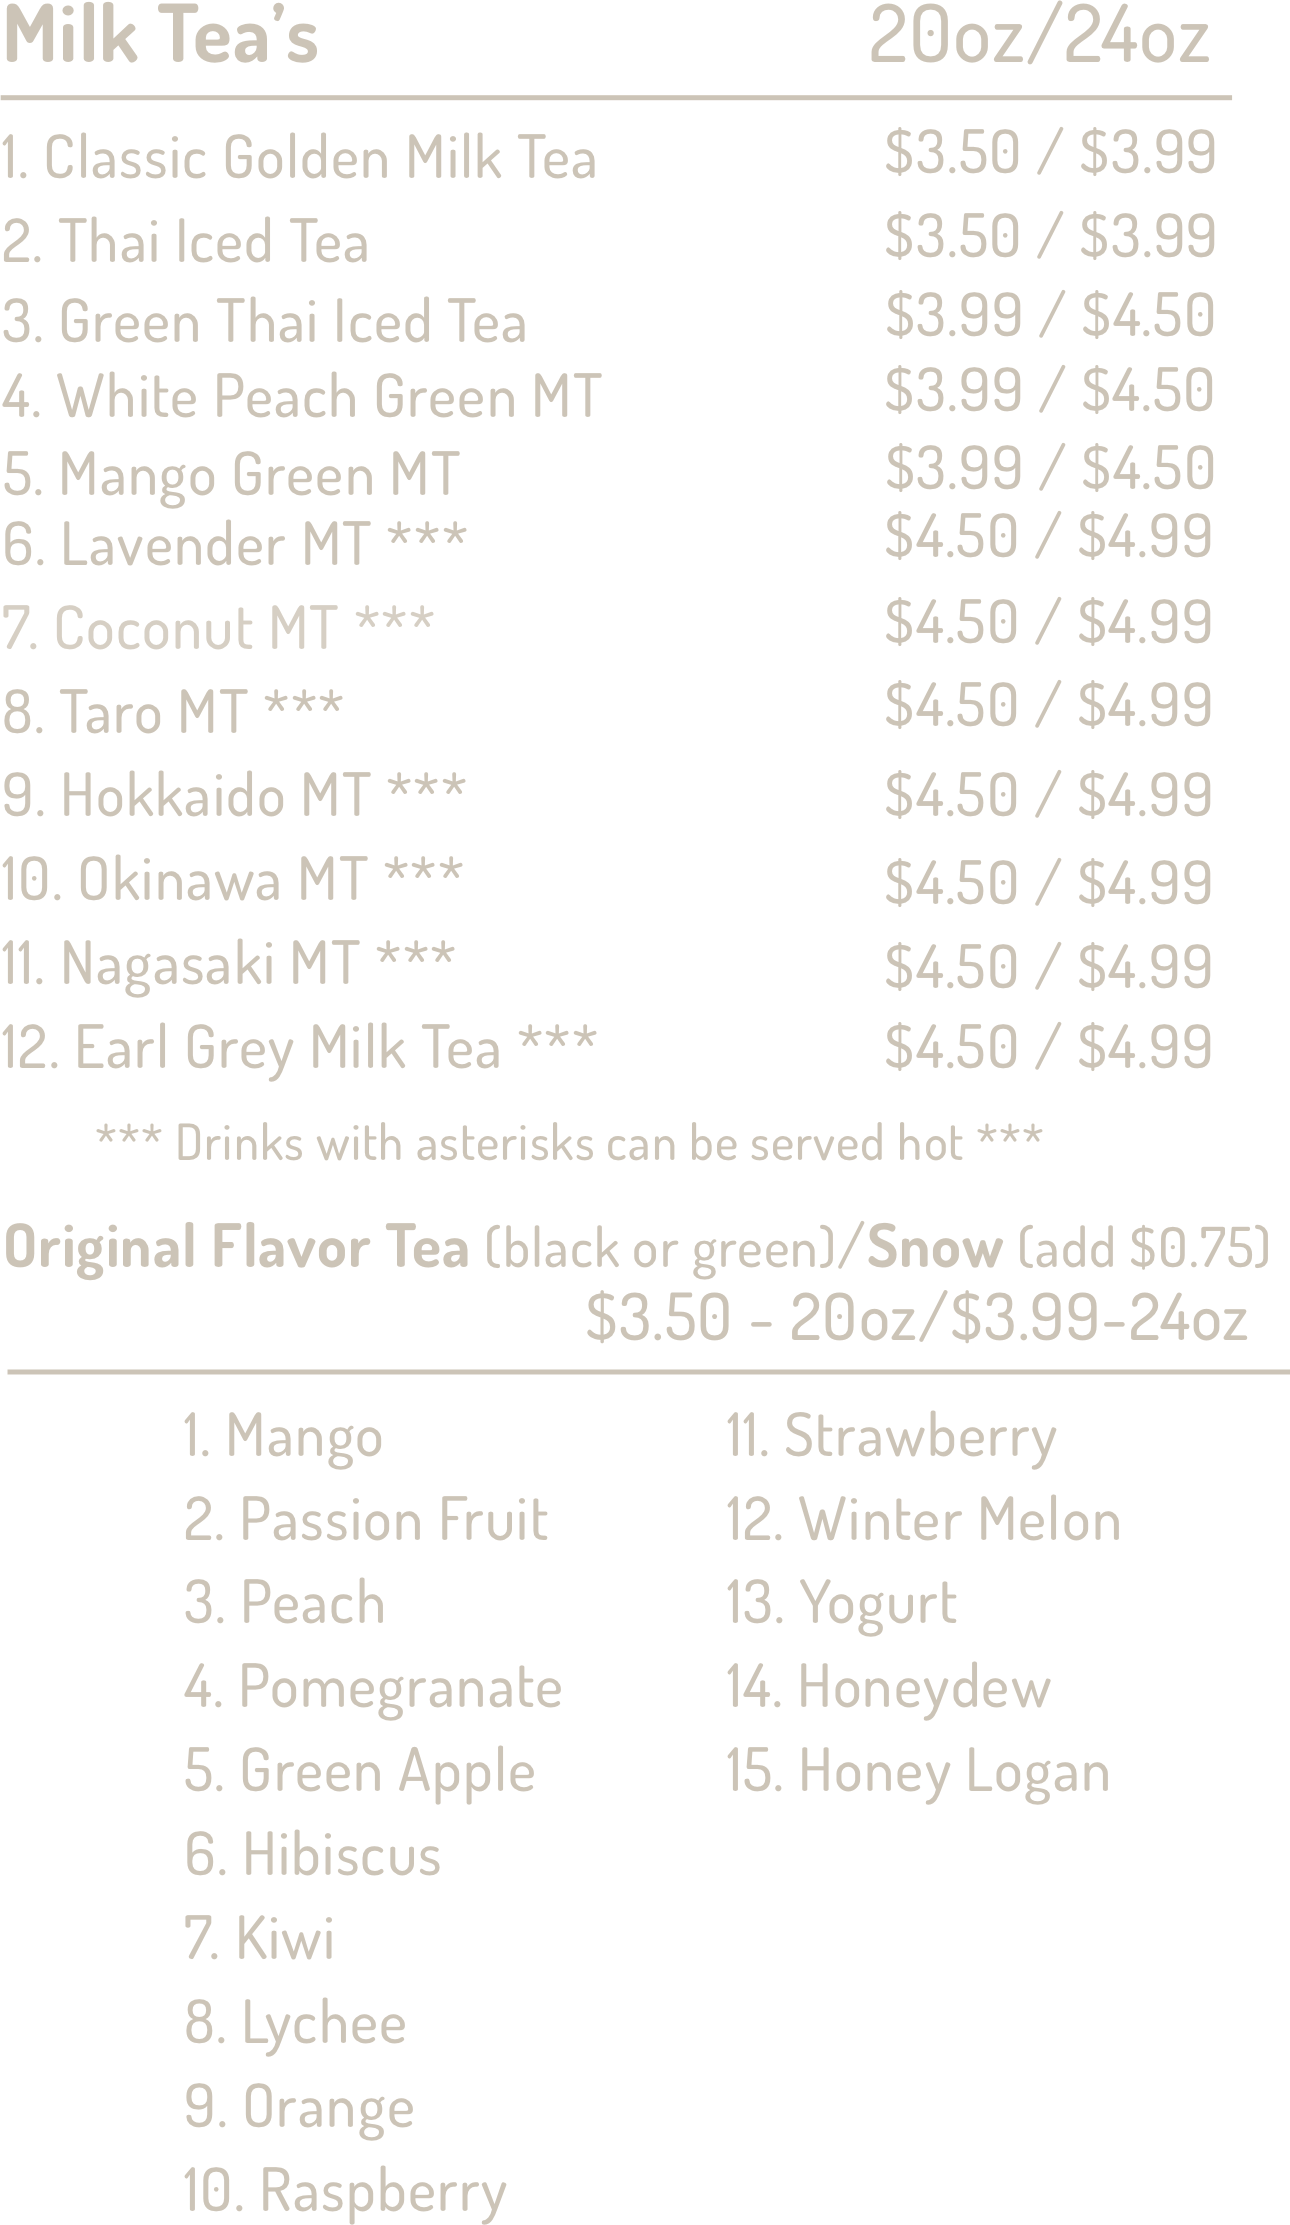 Milk Tea’s 20oz/24oz
1. Classic Golden Milk Tea $3.50 / $3.99
2. Thai Iced Tea $3.50 / $3.99
3. Green Thai Iced Tea $3.99 / $4.50
4. White Peach Green MT $3.99 / $4.50
5. Mango Green MT $3.99 / $4.50
6. Lavender MT *** $4.50 / $4.99
7. Coconut MT *** $4.50 / $4.99
8. Taro MT *** $4.50 / $4.99
9. Hokkaido MT *** $4.50 / $4.99
10. Okinawa MT *** $4.50 / $4.99
11. Nagasaki MT *** $4.50 / $4.99
12. Earl Grey Milk Tea *** $4.50 / $4.99
*** Drinks with asterisks can be served hot ***
Original Flavor Tea (black or green)/Snow (add $0.75)
$3.50 - 20oz/$3.99-24oz
1. Mango
2. Passion Fruit
3. Peach
4. Pomegranate
5. Green Apple
6. Hibiscus
7. Kiwi
8. Lychee
9. Orange
10. Raspberry
11. Strawberry
12. Winter Melon
13. Yogurt
14. Honeydew
15. Honey Logan